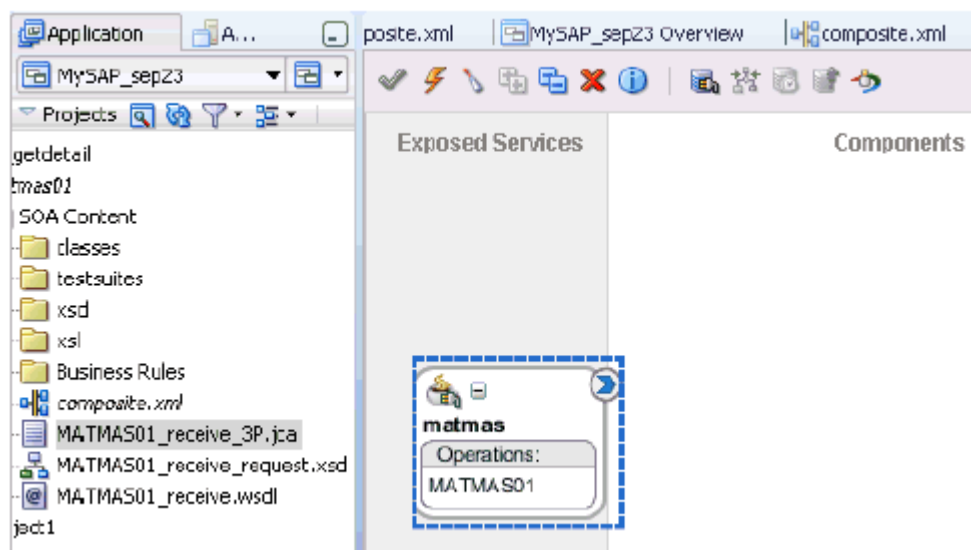 Application
A...
posite.xml
MySAP_sep23 Overview
composite.xml
MySAP_sep23
Projects
Exposed Services
Components
getdetail
tmas01
SOA Content
classes
testsuites
xsd
xsl
Business Rules
composite.xml
MATMAS01_receive_3P.jca
MATMAS01_receive_request.xsd
MATMAS01_receive.wsdl
ject1
matmas
Operations:
MATMAS01